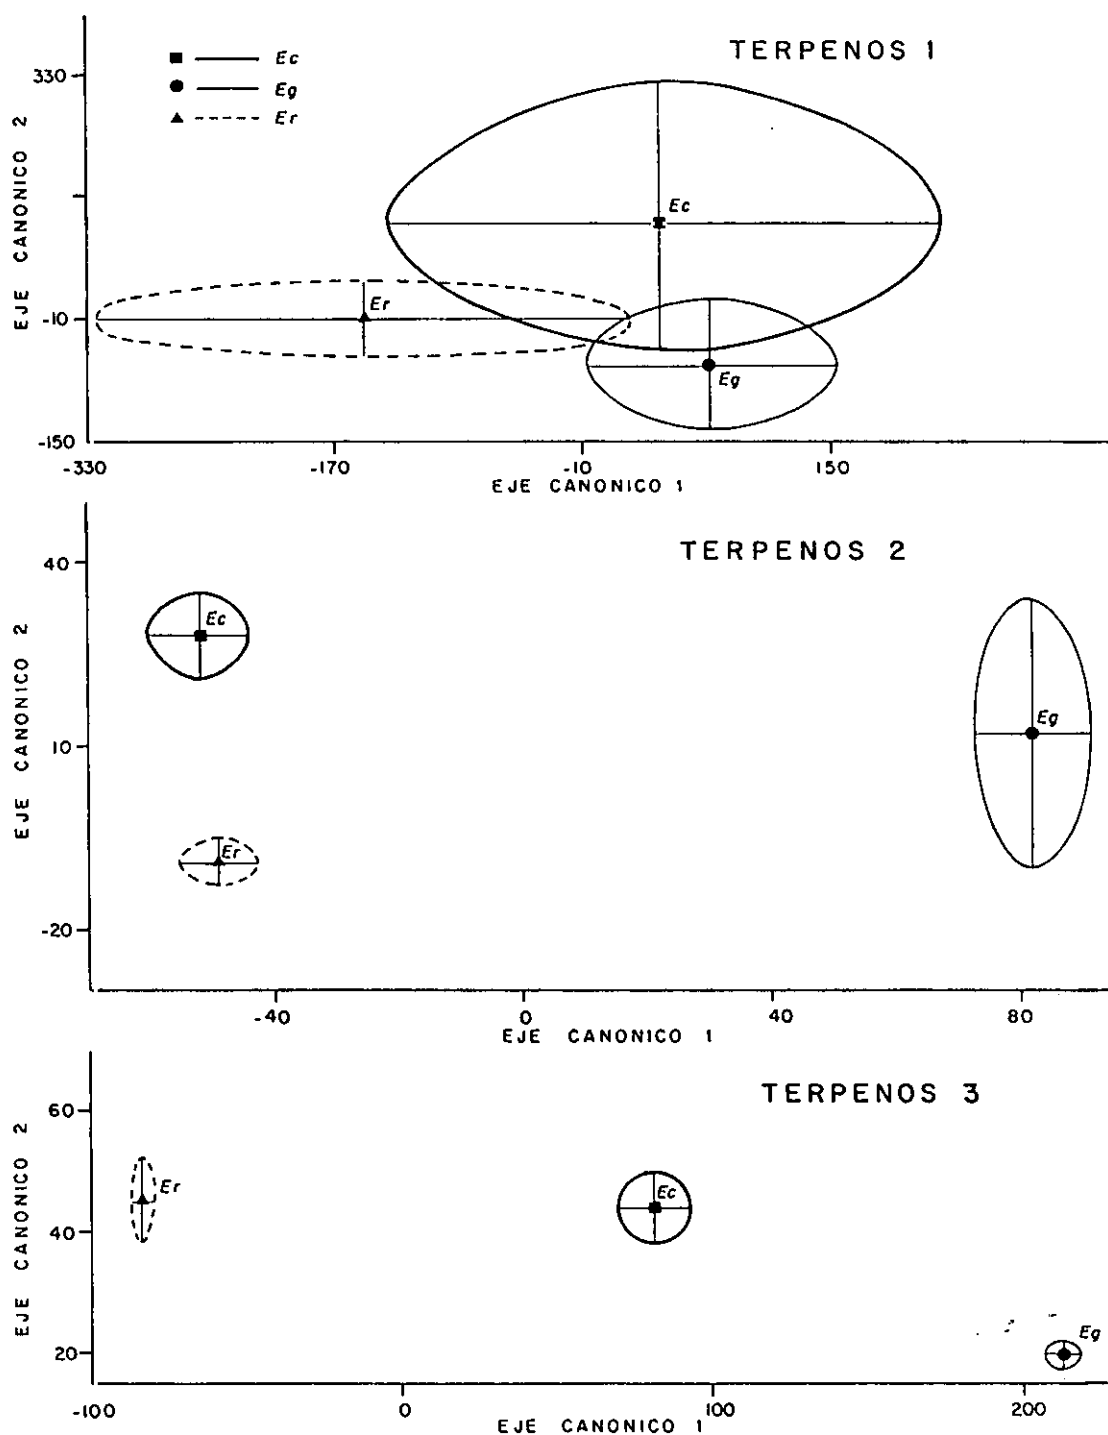 TERPENOS 1
Ec
Eg
Er
330
-10
-150
EJE CANONICO 2
Ec
Er
Eg
-330
-170
-10
150
EJE CANONICO 1
TERPENOS 2
40
10
-20
EJE CANONICO 2
Ec
Eg
Er
-40
0
40
80
EJE CANONICO 1
TERPENOS 3
60
40
20
EJE CANONICO 2
Er
Ec
Eg
-100
0
100
200
EJE CANONICO 1